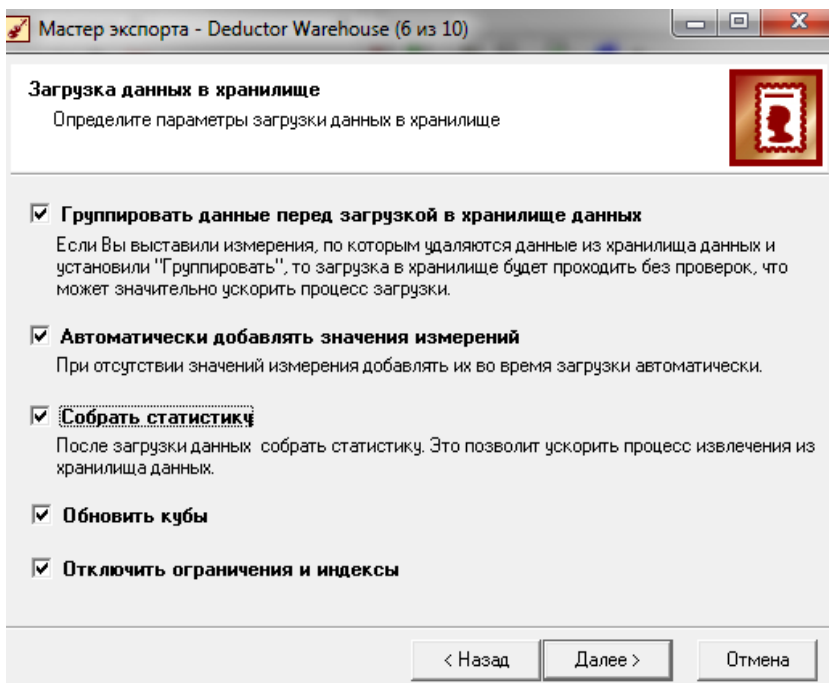 Мастер экспорта - Deductor Warehouse (6 из 10)
Загрузка данных в хранилище
Определите параметры загрузки данных в хранилище
Группировать данные перед загрузкой в хранилище данных
Если Вы выставили измерения, по которым удаляются данные из хранилища данных и
установили "Группировать", то загрузка в хранилище будет проходить без проверок, что
может значительно ускорить процесс загрузки.
Автоматически добавлять значения измерений
При отсутствии значений измерения добавлять их во время загрузки автоматически.
Собрать статистику
После загрузки данных собрать статистику. Это позволит ускорить процесс извлечения из
хранилища данных.
Обновить кубы
Отключить ограничения и индексы
< Назад Далее > Отмена